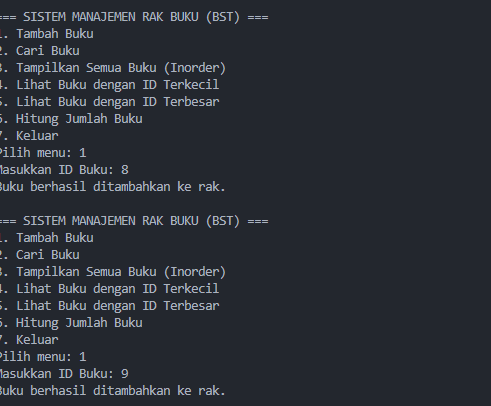 === SISTEM MANAJEMEN RAK BUKU (BST) ===
1. Tambah Buku
2. Cari Buku
3. Tampilkan Semua Buku (Inorder)
4. Lihat Buku dengan ID Terkecil
5. Lihat Buku dengan ID Terbesar
6. Hitung Jumlah Buku
7. Keluar
Pilih menu: 1
Masukkan ID Buku: 8
Buku berhasil ditambahkan ke rak.

=== SISTEM MANAJEMEN RAK BUKU (BST) ===
1. Tambah Buku
2. Cari Buku
3. Tampilkan Semua Buku (Inorder)
4. Lihat Buku dengan ID Terkecil
5. Lihat Buku dengan ID Terbesar
6. Hitung Jumlah Buku
7. Keluar
Pilih menu: 1
Masukkan ID Buku: 9
Buku berhasil ditambahkan ke rak.